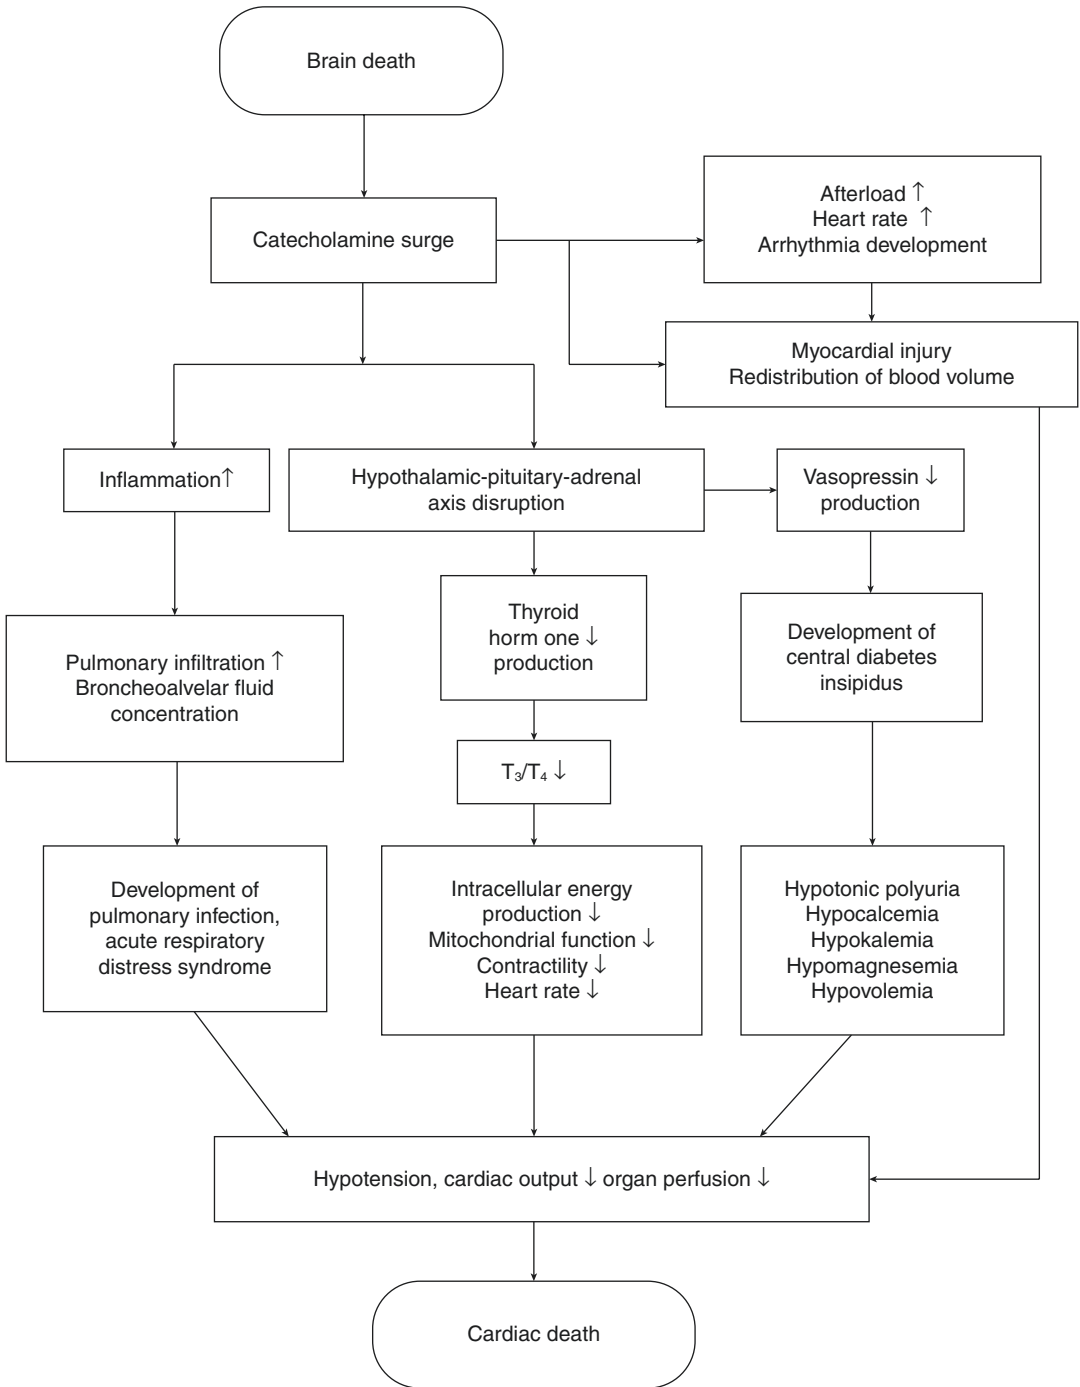 Brain death
Catecholamine surge
Afterload ↑
Heart rate ↑
Arrhythmia development
Myocardial injury
Redistribution of blood volume
Inflammation↑
Hypothalamic-pituitary-adrenal
axis disruption
Vasopressin ↓
production
Thyroid
horm one ↓
production
Development of
central diabetes
insipidus
Pulmonary infiltration ↑
Broncheoalvelar fluid
concentration
T₃/T₄ ↓
Development of
pulmonary infection,
acute respiratory
distress syndrome
Intracellular energy
production ↓
Mitochondrial function ↓
Contractility ↓
Heart rate ↓
Hypotonic polyuria
Hypocalcemia
Hypokalemia
Hypomagnesemia
Hypovolemia
Hypotension, cardiac output ↓ organ perfusion ↓
Cardiac death